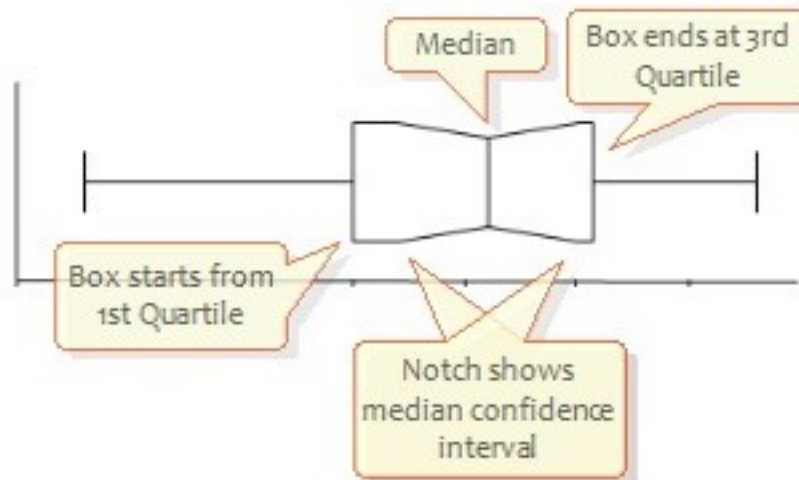 Median
Box ends at 3rd
Quartile
Box starts from
1st Quartile
Notch shows
median confidence
interval